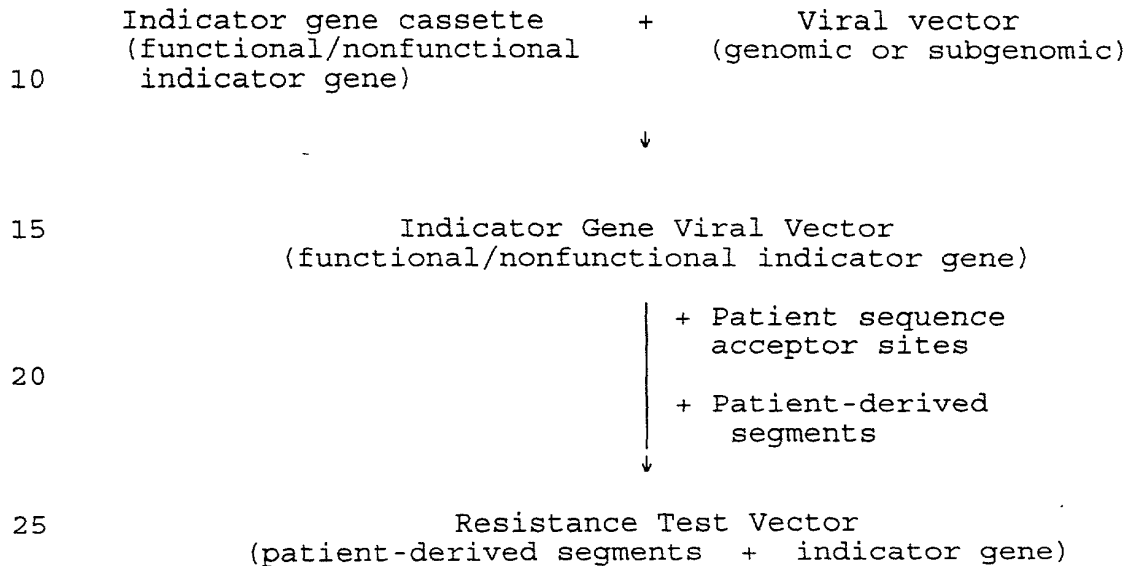 Indicator gene cassette + Viral vector
(functional/nonfunctional (genomic or subgenomic)
10 indicator gene)
↓
15 Indicator Gene Viral Vector
(functional/nonfunctional indicator gene)
+ Patient sequence
acceptor sites
20
+ Patient-derived
segments
↓
25 Resistance Test Vector
(patient-derived segments + indicator gene)